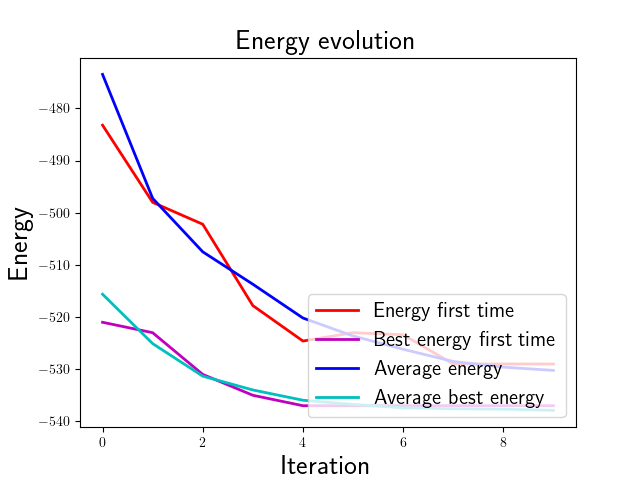 Energy evolution
Energy
−480
−490
−500
−510
−520
−530
−540
Energy first time
Best energy first time
Average energy
Average best energy
0 2 4 6 8
Iteration